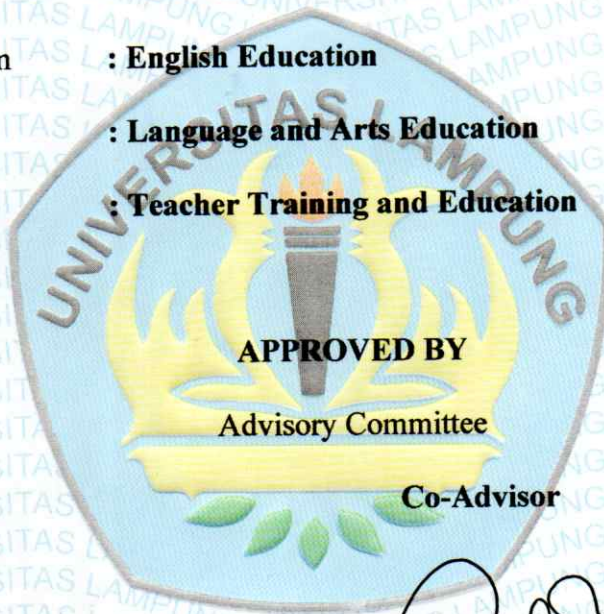 : English Education
: Language and Arts Education
: Teacher Training and Education
UNIVERSITAS LAMPUNG
APPROVED BY
Advisory Committee
Co-Advisor